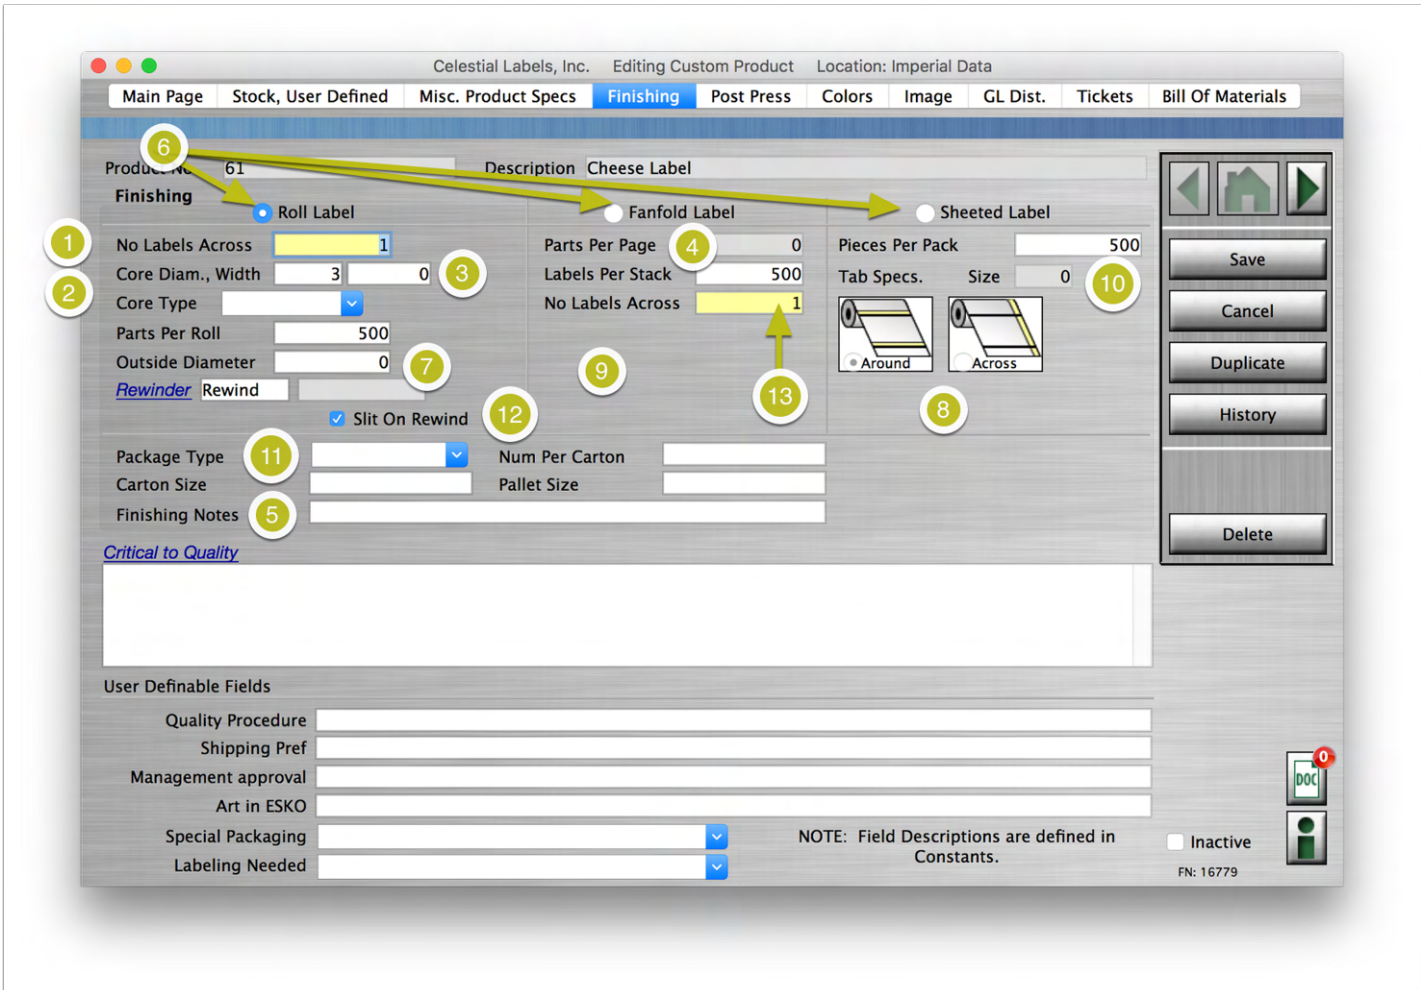 Celestial Labels, Inc. Editing Custom Product Location: Imperial Data
Main Page Stock, User Defined Misc. Product Specs Finishing Post Press Colors Image GL Dist. Tickets Bill Of Materials
6
Product No 61 Description Cheese Label
Finishing
Roll Label Fanfold Label Sheeted Label
1 No Labels Across 1 Parts Per Page 4 0 Pieces Per Pack 500
2 Core Diam., Width 3 0 3 Labels Per Stack 500 Tab Specs. Size 0 10
Core Type No Labels Across 1
Parts Per Roll 500
Outside Diameter 0 7 9 13 Around Across
Rewinder Rewind 8
Slit On Rewind 12
Package Type 11 Num Per Carton
Carton Size Pallet Size
Finishing Notes 5
Critical to Quality
User Definable Fields
Quality Procedure
Shipping Pref
Management approval
Art in ESKO
Special Packaging
Labeling Needed
NOTE: Field Descriptions are defined in
Constants.
Save
Cancel
Duplicate
History
Delete
0
DOC
Inactive
FN: 16779